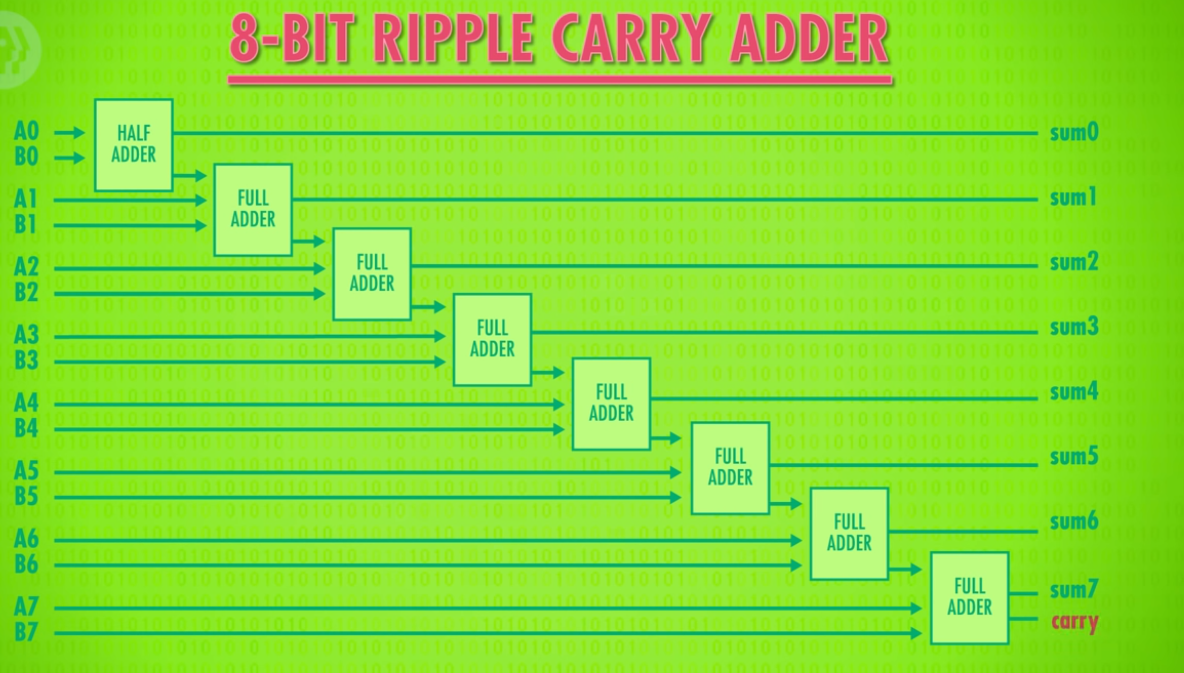 8-BIT RIPPLE CARRY ADDER
A0
B0
HALF
ADDER
sum0
A1
B1
FULL
ADDER
sum1
A2
B2
FULL
ADDER
sum2
A3
B3
FULL
ADDER
sum3
A4
B4
FULL
ADDER
sum4
A5
B5
FULL
ADDER
sum5
A6
B6
FULL
ADDER
sum6
A7
B7
FULL
ADDER
sum7
carry